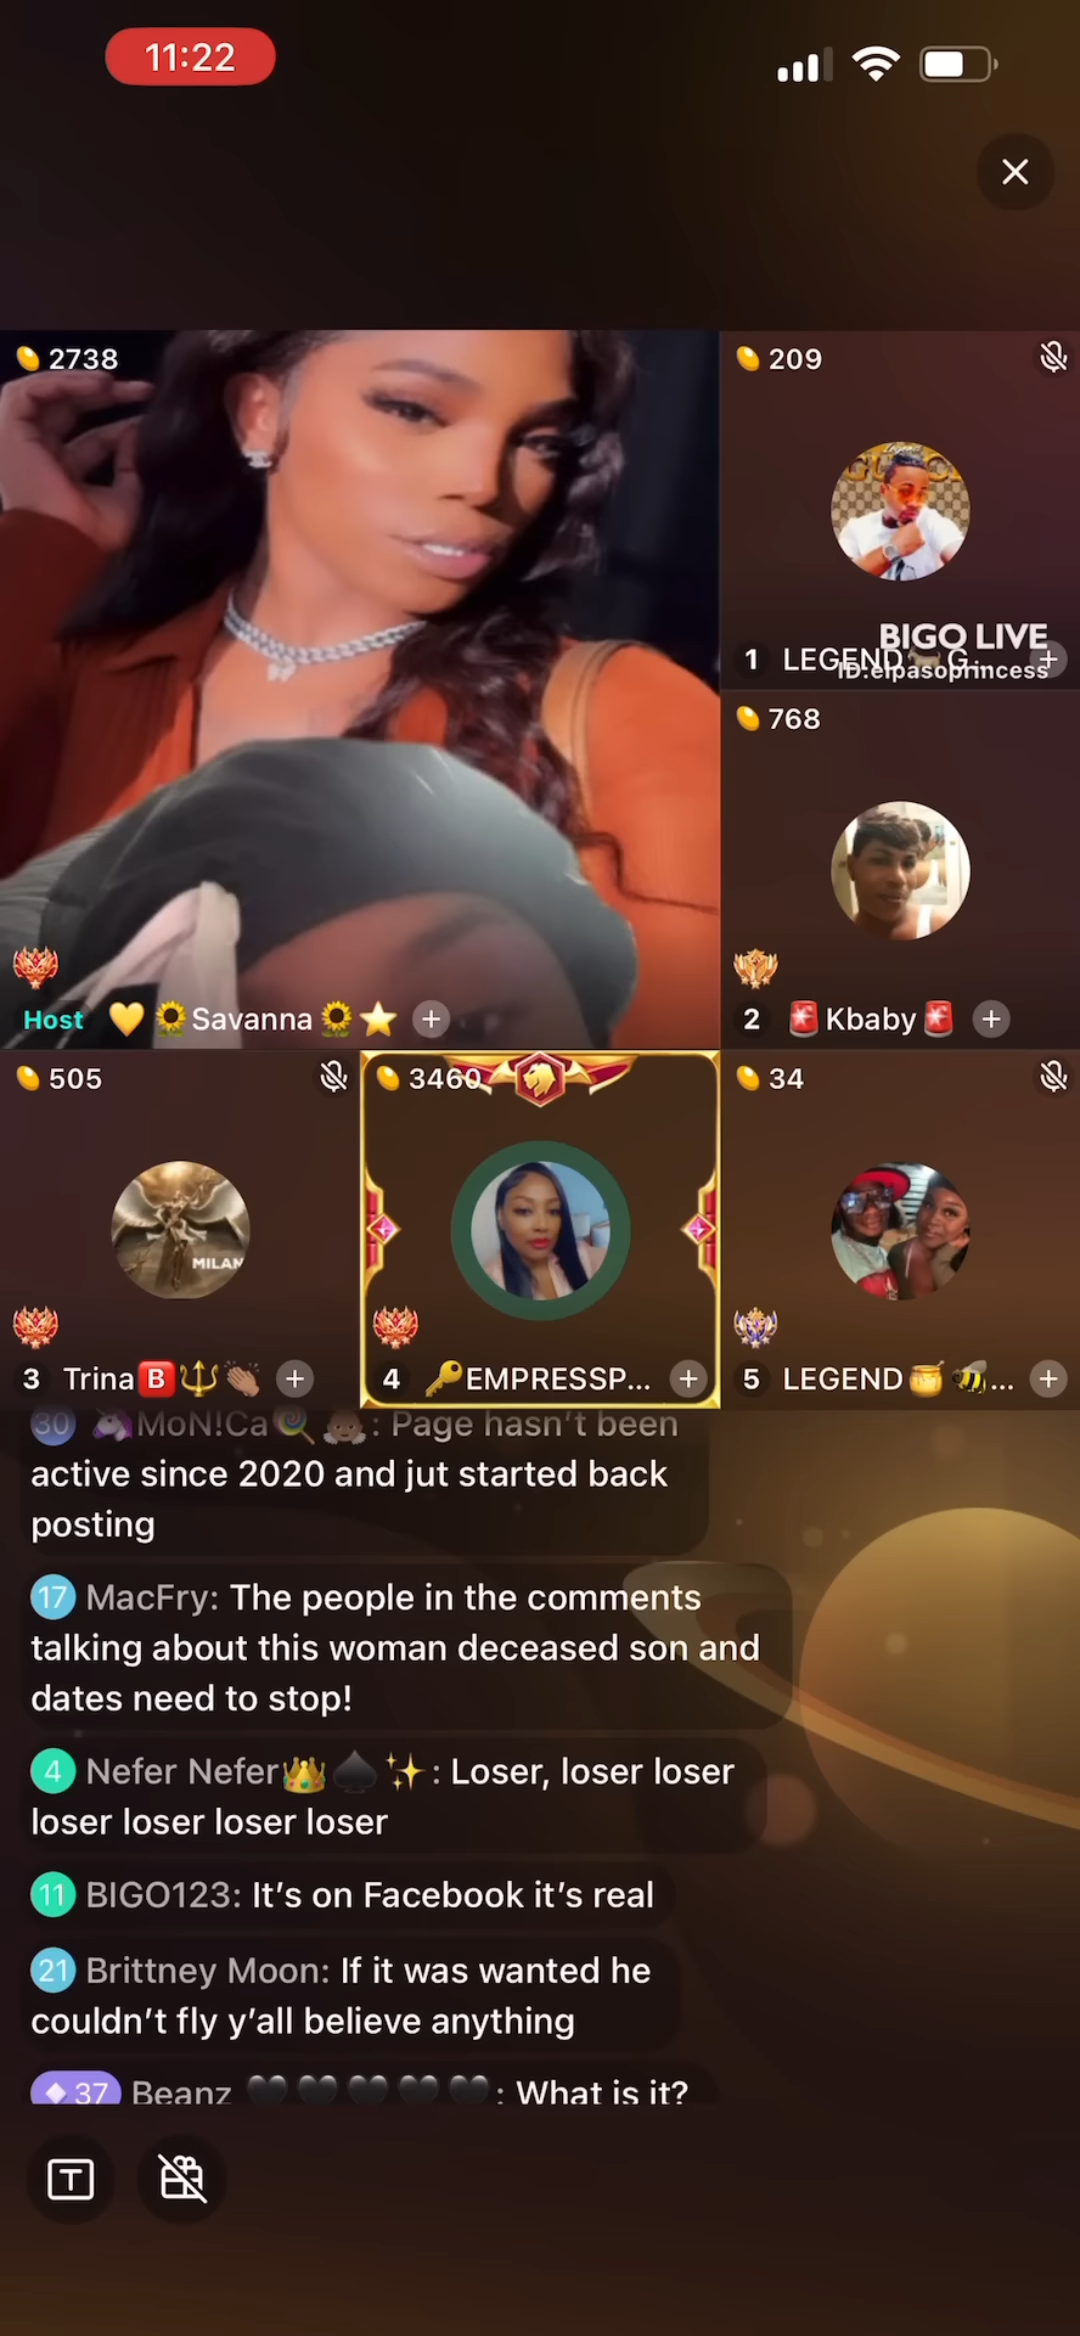 11:22
2738
209
BIGO LIVE
1 LEGEND G...
ID:elpasoprincess
768
Host 💛🌻Savanna🌻⭐ +
2 🚨Kbaby🚨 +
505
3460
34
MILAN
3 Trina🅱️🔱👏🏽 +
4 🔑EMPRESSP... +
5 LEGEND🍯🐝... +
30 🦄MoN!Ca🍭👼🏽: Page hasn't been
active since 2020 and jut started back
posting
17 MacFry: The people in the comments
talking about this woman deceased son and
dates need to stop!
4 Nefer Nefer👑♠️✨: Loser, loser loser
loser loser loser loser
11 BIGO123: It's on Facebook it's real
21 Brittney Moon: If it was wanted he
couldn't fly y'all believe anything
37 Beanz 🖤🖤🖤🖤🖤: What is it?
T